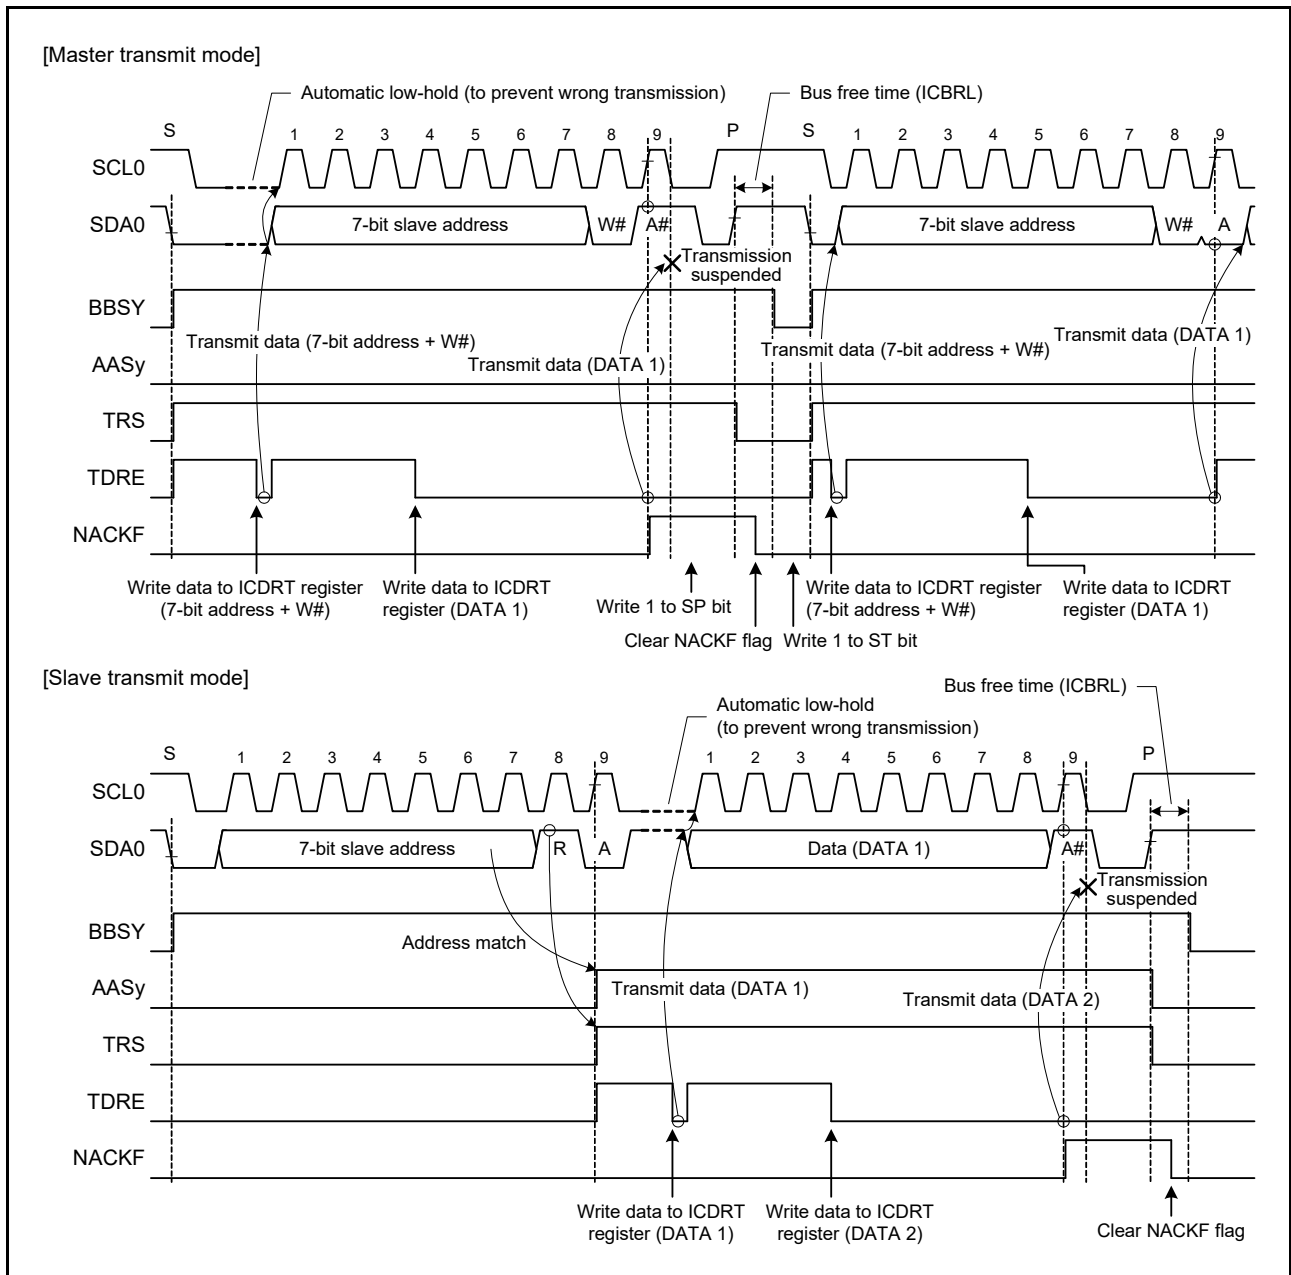 [Master transmit mode]
Automatic low-hold (to prevent wrong transmission)
Bus free time (ICBRL)
S 1 2 3 4 5 6 7 8 9 P S 1 2 3 4 5 6 7 8 9
SCL0
SDA0 7-bit slave address W# A# 7-bit slave address W# A
Transmission
suspended
BBSY
Transmit data (7-bit address + W#)
Transmit data (DATA 1)
Transmit data (7-bit address + W#)
Transmit data (DATA 1)
AASy
TRS
TDRE
NACKF
Write data to ICDRT register
(7-bit address + W#)
Write data to ICDRT
register (DATA 1)
Write 1 to SP bit
Clear NACKF flag
Write 1 to ST bit
Write data to ICDRT register
(7-bit address + W#)
Write data to ICDRT
register (DATA 1)
[Slave transmit mode]
Bus free time (ICBRL)
Automatic low-hold
(to prevent wrong transmission)
S 1 2 3 4 5 6 7 8 9 1 2 3 4 5 6 7 8 9 P
SCL0
SDA0 7-bit slave address R A Data (DATA 1) A#
Transmission
suspended
BBSY
Address match
AASy
Transmit data (DATA 1)
Transmit data (DATA 2)
TRS
TDRE
NACKF
Write data to ICDRT
register (DATA 1)
Write data to ICDRT
register (DATA 2)
Clear NACKF flag